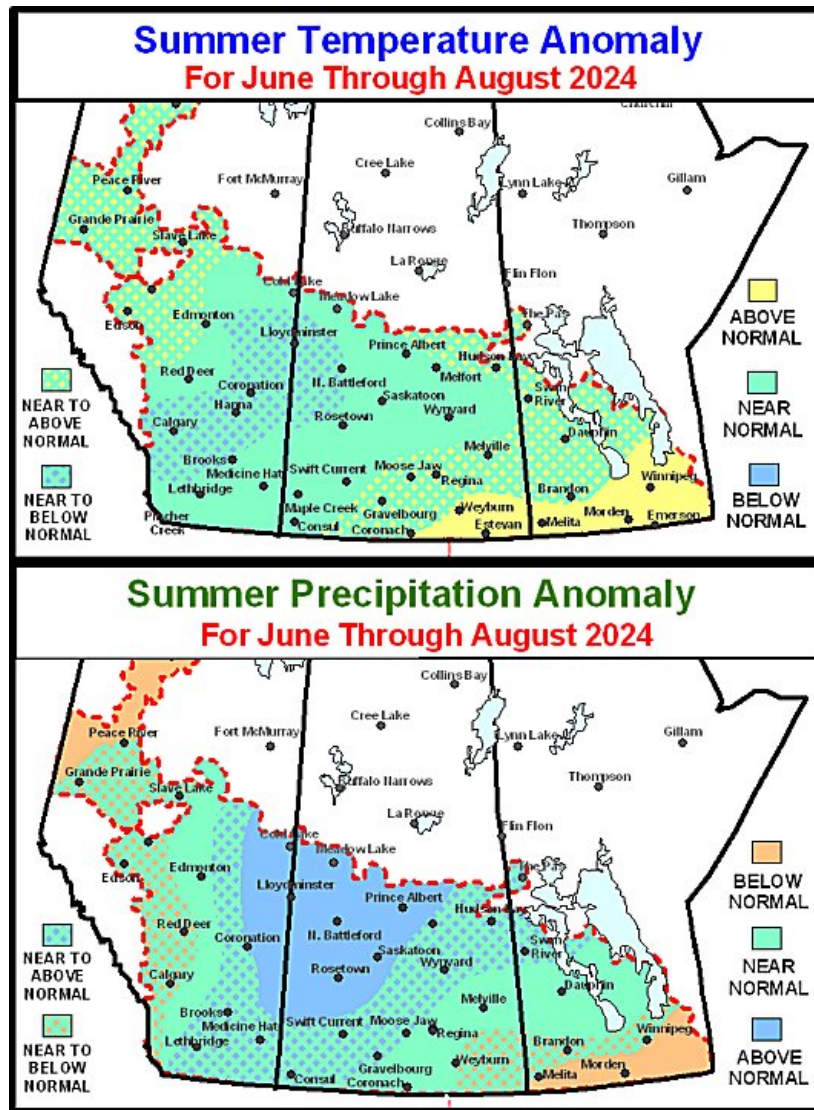 Summer Temperature Anomaly
For June Through August 2024
Churchill
Collins Bay
Cree Lake
Peace River
Fort McMurray
Lynn Lake
Gillam
Grande Prairie
Slave Lake
Buffalo Narrows
Thompson
La Ronge
Flin Flon
Cold Lake
Meadow Lake
Edson
Edmonton
The Pas
Lloydminster
Prince Albert
Hudson Bay
Red Deer
N. Battleford
Melfort
Coronation
Saskatoon
Swan
River
Hanna
Rosetown
Wynyard
Calgary
Dauphin
Melville
Brooks
Medicine Hat
Swift Current
Moose Jaw
Regina
Winnipeg
Lethbridge
Brandon
Maple Creek
Gravelbourg
Weyburn
Morden
Pincher
Creek
Consul
Coronach
Estevan
Melita
Emerson
NEAR TO
ABOVE
NORMAL
NEAR TO
BELOW
NORMAL
ABOVE
NORMAL
NEAR
NORMAL
BELOW
NORMAL
Summer Precipitation Anomaly
For June Through August 2024
Collins Bay
Cree Lake
Peace River
Fort McMurray
Lynn Lake
Gillam
Grande Prairie
Slave Lake
Buffalo Narrows
Thompson
La Ronge
Flin Flon
Cold Lake
Meadow Lake
Edson
Edmonton
The Pas
Lloydminster
Prince Albert
Hudson Bay
Red Deer
N. Battleford
Coronation
Saskatoon
Swan
River
Rosetown
Wynyard
Calgary
Dauphin
Melville
Brooks
Medicine Hat
Swift Current
Moose Jaw
Regina
Winnipeg
Lethbridge
Brandon
Gravelbourg
Weyburn
Morden
Consul
Coronach
Melita
NEAR TO
ABOVE
NORMAL
NEAR TO
BELOW
NORMAL
BELOW
NORMAL
NEAR
NORMAL
ABOVE
NORMAL